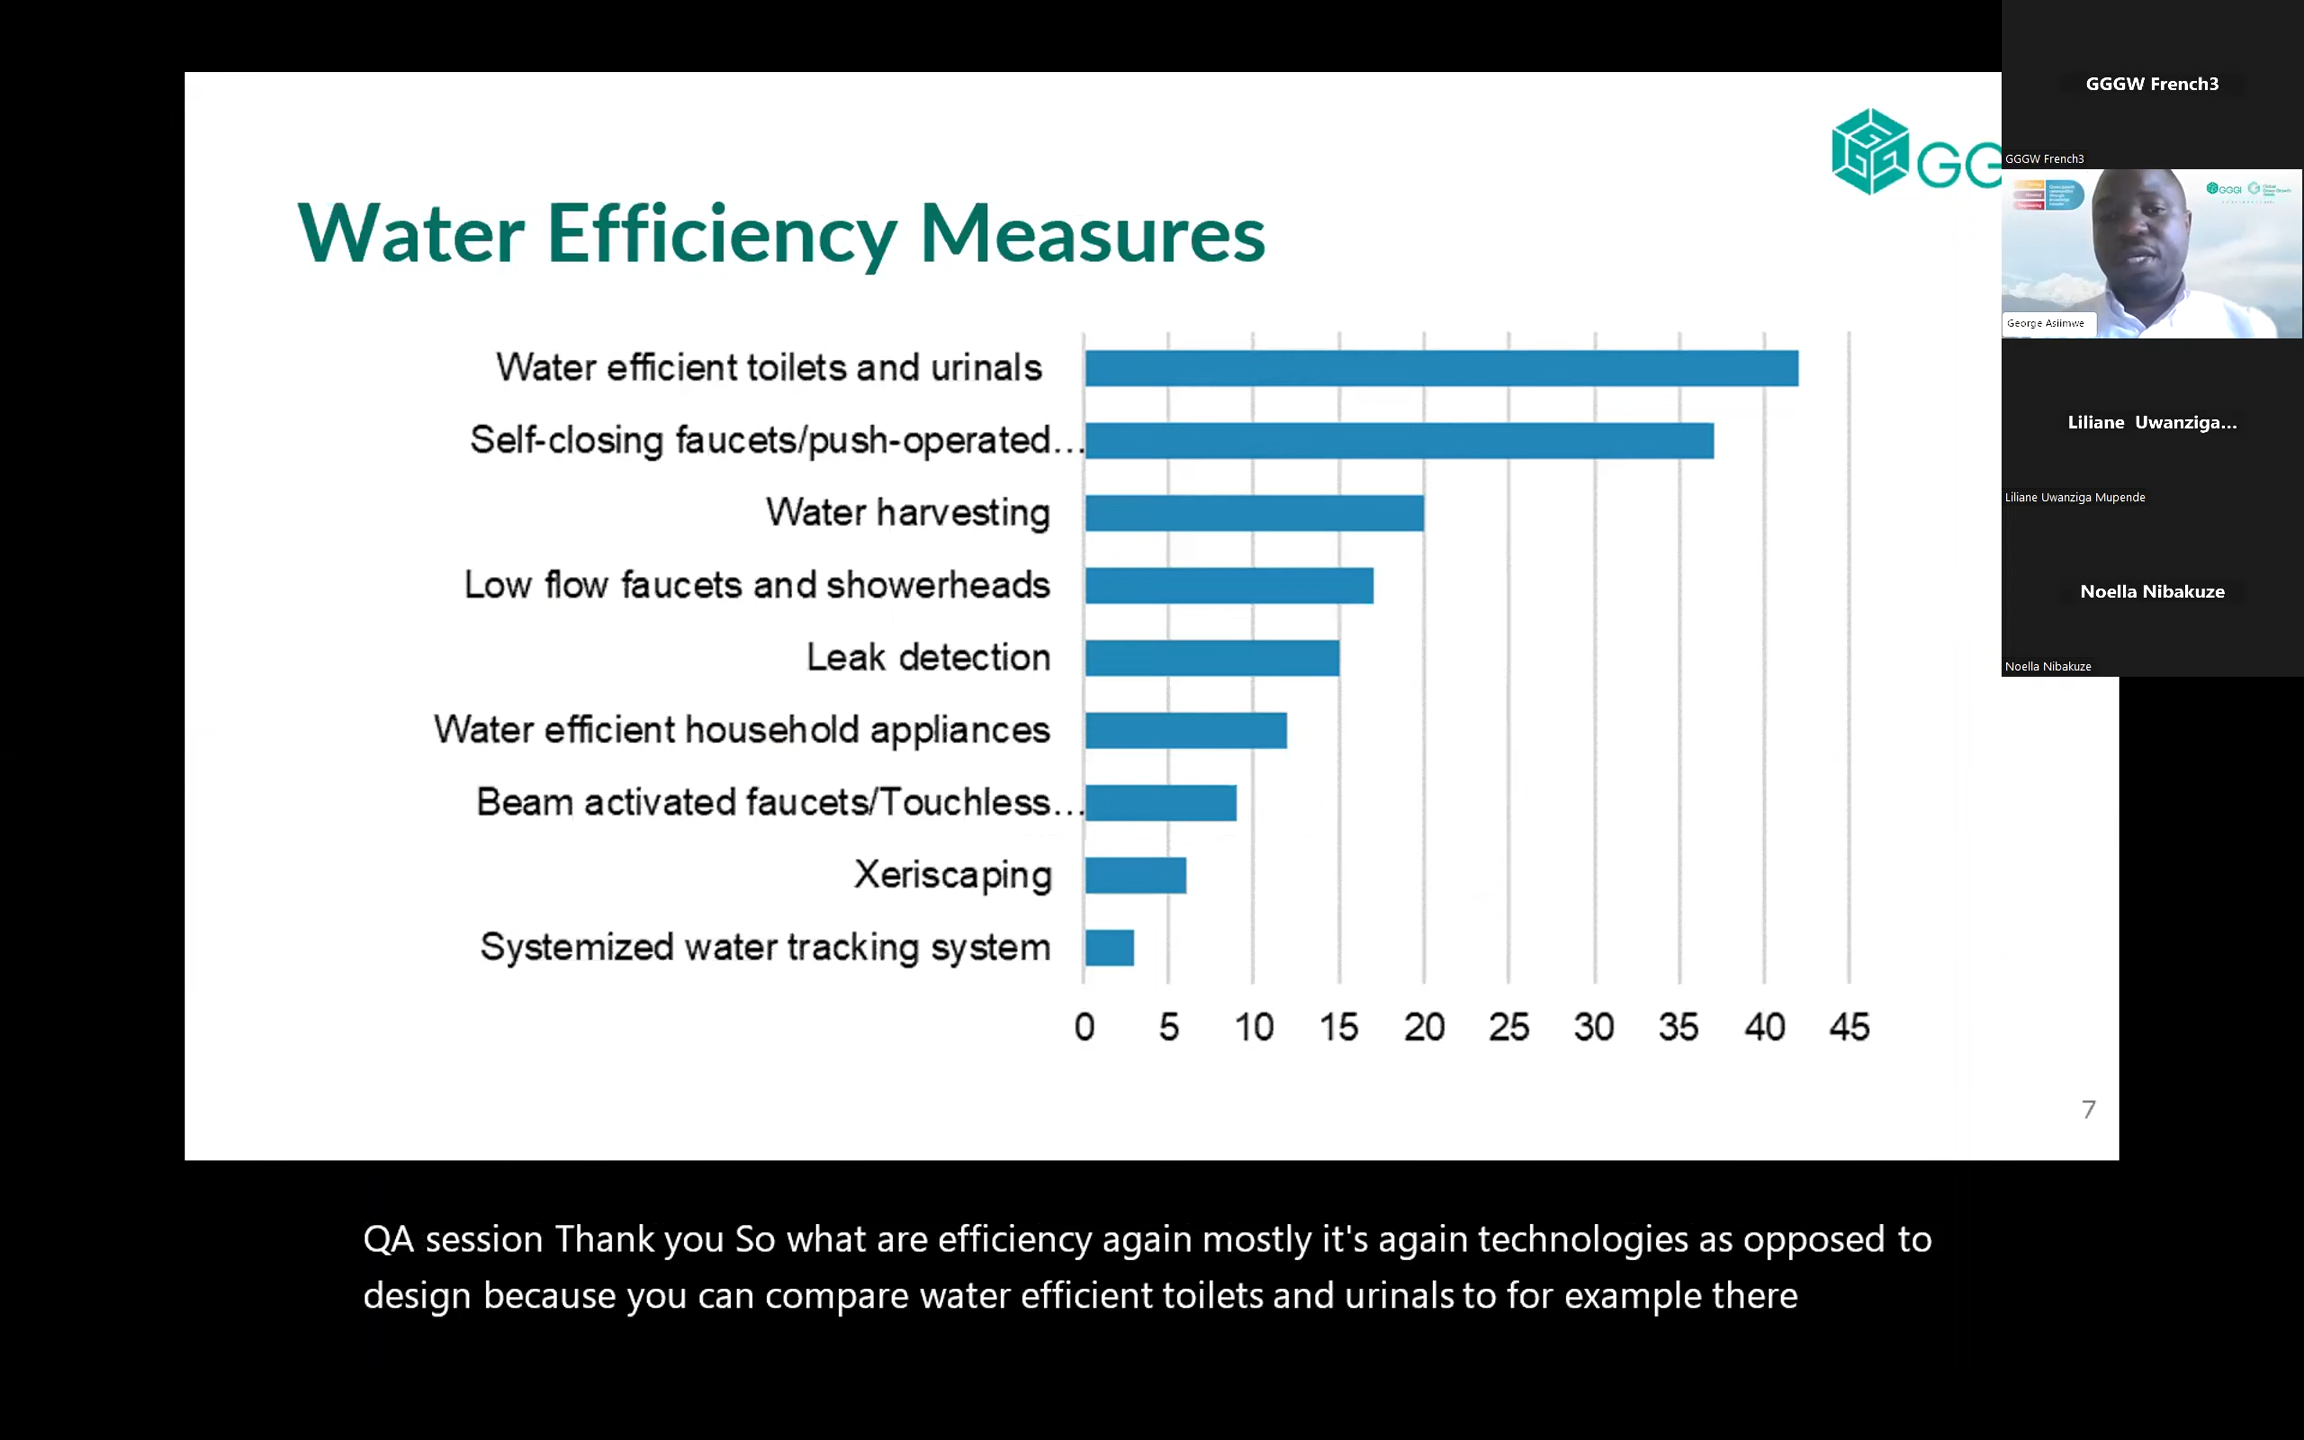 GGGW French3
GGGW French3
GG
Water Efficiency Measures
GGGI
George Asiimwe
Water efficient toilets and urinals
Self-closing faucets/push-operated...
Liliane Uwanziga...
Water harvesting
Liliane Uwanziga Mupende
Low flow faucets and showerheads
Noella Nibakuze
Leak detection
Noella Nibakuze
Water efficient household appliances
Beam activated faucets/Touchless...
Xeriscaping
Systemized water tracking system
0 5 10 15 20 25 30 35 40 45
7
QA session Thank you So what are efficiency again mostly it's again technologies as opposed to
design because you can compare water efficient toilets and urinals to for example there